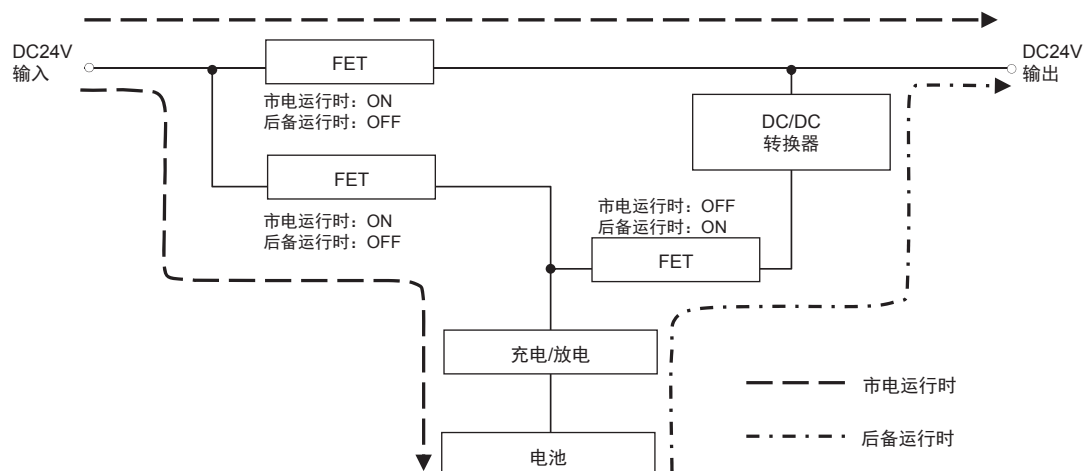 DC24V
输入
FET
市电运行时：ON
后备运行时：OFF
DC24V
输出
DC/DC
转换器
FET
市电运行时：ON
后备运行时：OFF
市电运行时：OFF
后备运行时：ON
FET
充电/放电
市电运行时
后备运行时
电池